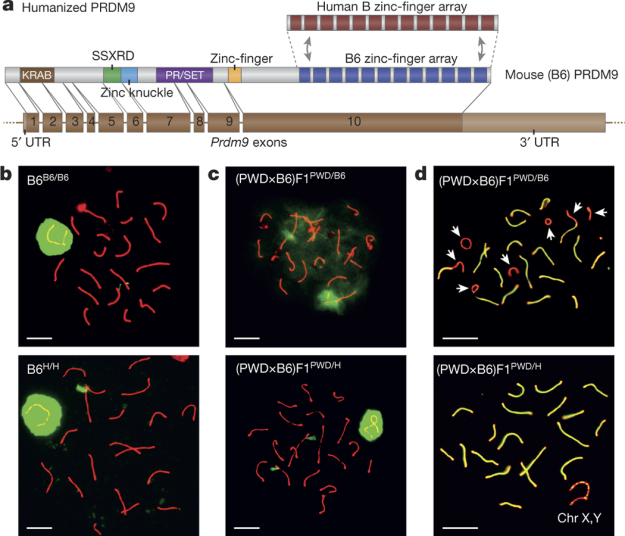 a Humanized PRDM9
Human B zinc-finger array
SSXRD
Zinc-finger
B6 zinc-finger array
KRAB
PR/SET
Mouse (B6) PRDM9
Zinc knuckle
1 2 3 4 5 6 7 8 9 10
5′ UTR
Prdm9 exons
3′ UTR
b
B6B6/B6
c
(PWD×B6)F1PWD/B6
d
(PWD×B6)F1PWD/B6
B6H/H
(PWD×B6)F1PWD/H
(PWD×B6)F1PWD/H
Chr X,Y